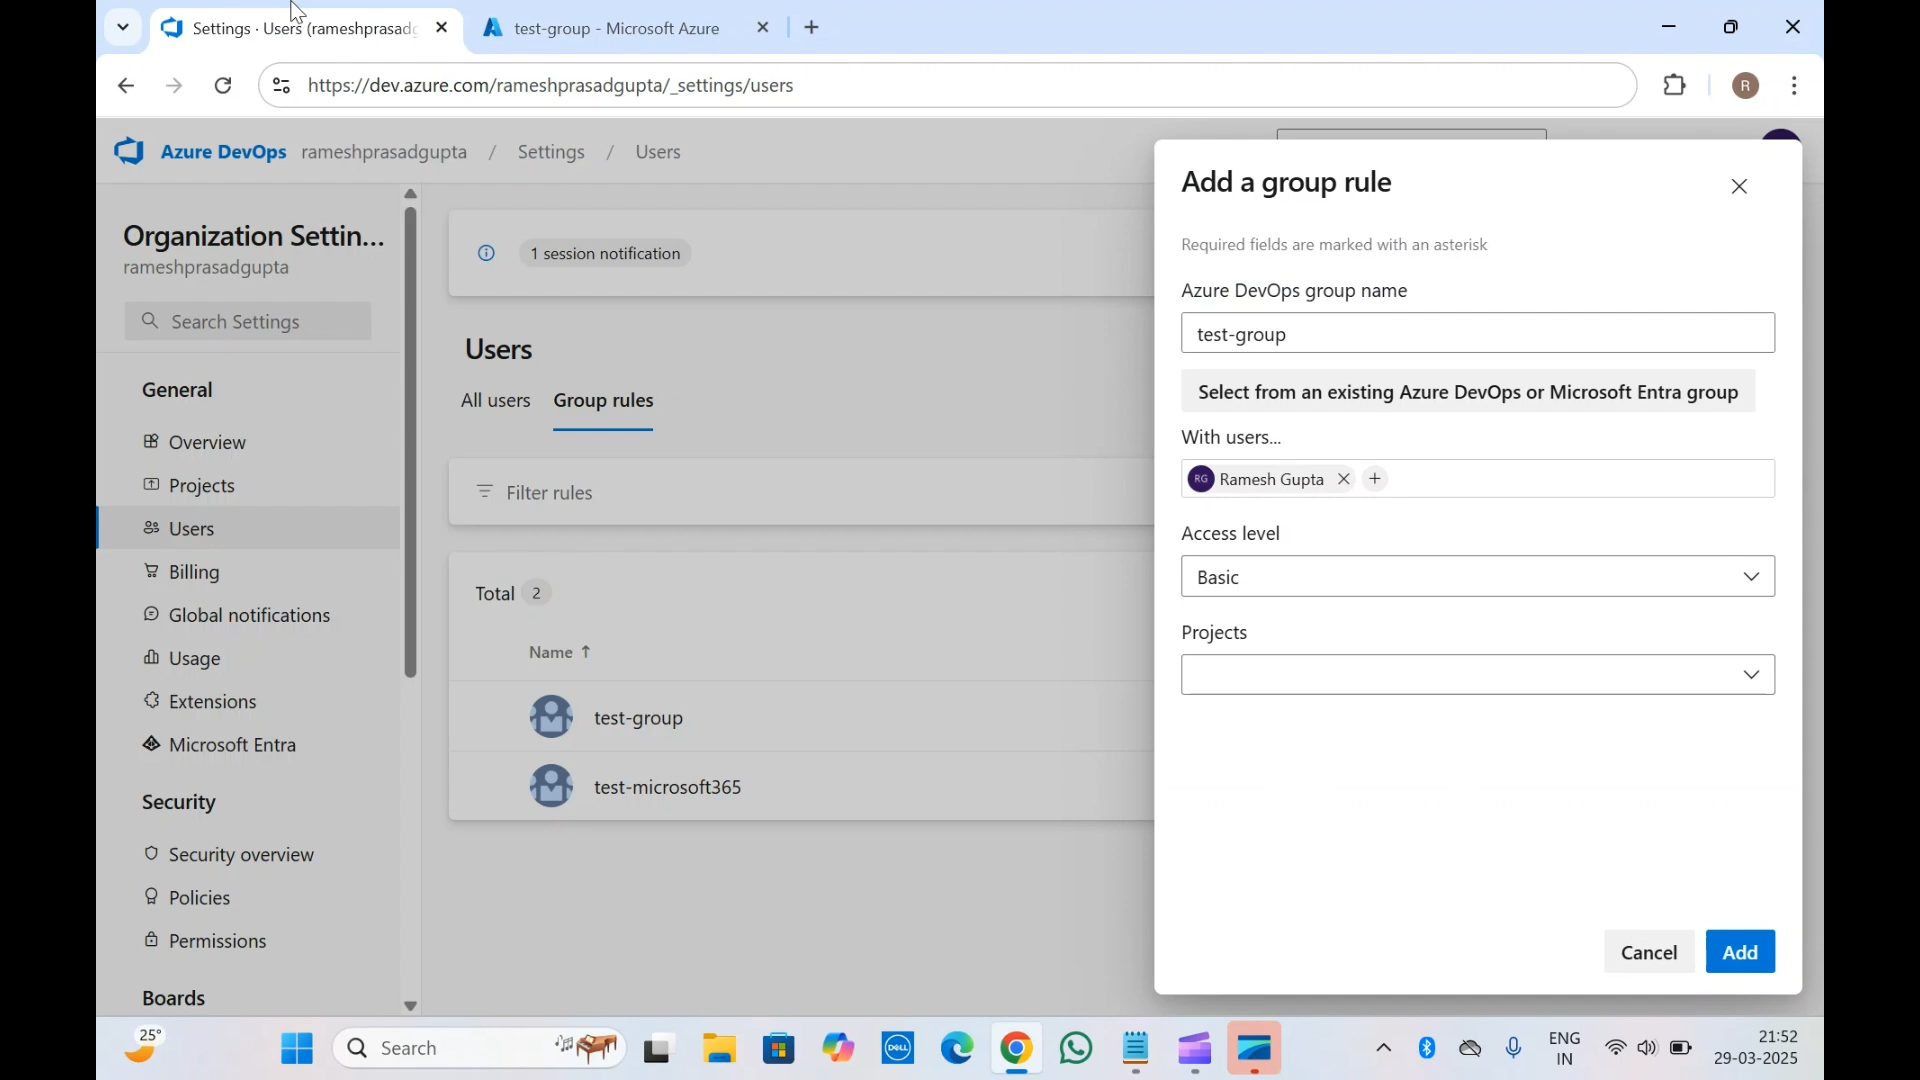 Settings · Users (rameshprasadg
test-group - Microsoft Azure
https://dev.azure.com/rameshprasadgupta/_settings/users
R
Azure DevOps rameshprasadgupta / Settings / Users
Organization Settin...
rameshprasadgupta
Search Settings
General
Overview
Projects
Users
Billing
Global notifications
Usage
Extensions
Microsoft Entra
Security
Security overview
Policies
Permissions
Boards
1 session notification
Users
All users Group rules
Filter rules
Total 2
Name ↑
test-group
test-microsoft365
Add a group rule
Required fields are marked with an asterisk
Azure DevOps group name
test-group
Select from an existing Azure DevOps or Microsoft Entra group
With users...
RG Ramesh Gupta
Access level
Basic
Projects
Cancel Add
25°
Search
DELL
ENG
IN
21:52
29-03-2025